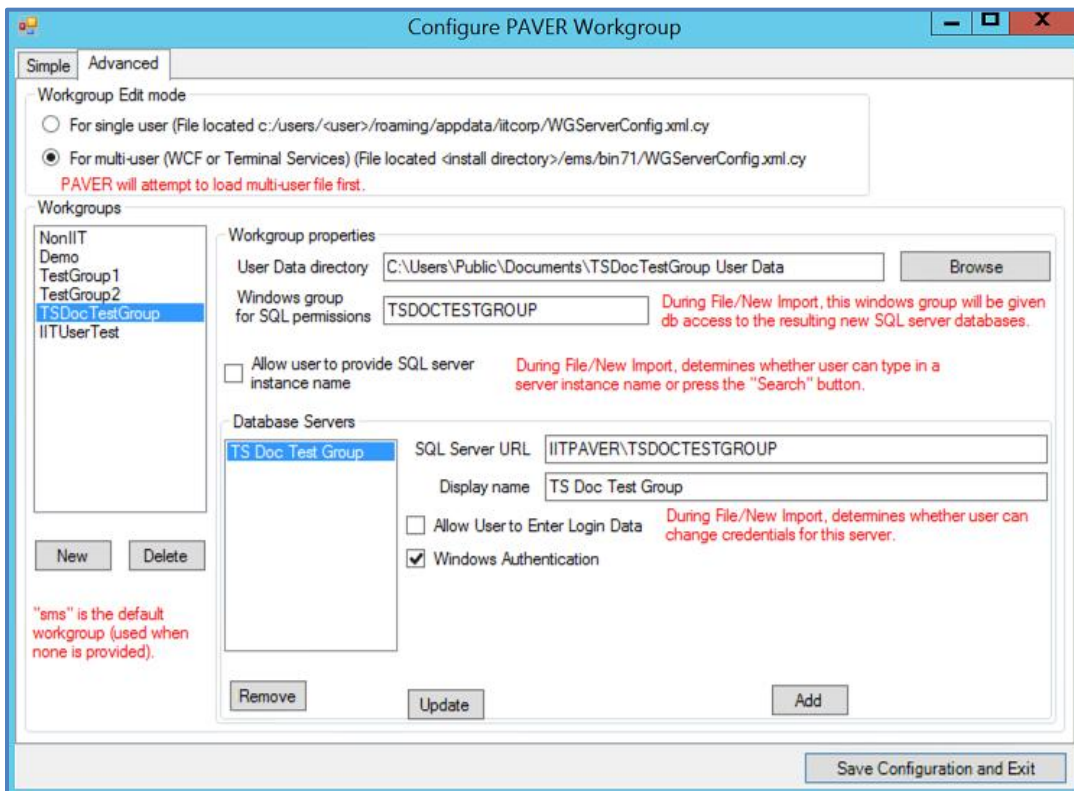 Configure PAVER Workgroup
Simple
Advanced
Workgroup Edit mode
For single user (File located c:/users/<user>/roaming/appdata/iitcorp/WGServerConfig.xml.cy
For multi-user (WCF or Terminal Services) (File located <install directory>/ems/bin71/WGServerConfig.xml.cy
PAVER will attempt to load multi-user file first.
Workgroups
NonIIT
Demo
TestGroup1
TestGroup2
TSDocTestGroup
IITUserTest
New
Delete
"sms" is the default
workgroup (used when
none is provided).
Workgroup properties
User Data directory
C:\Users\Public\Documents\TSDocTestGroup User Data
Browse
Windows group
for SQL permissions
TSDOCTESTGROUP
During File/New Import, this windows group will be given
db access to the resulting new SQL server databases.
Allow user to provide SQL server
instance name
During File/New Import, determines whether user can type in a
server instance name or press the "Search" button.
Database Servers
TS Doc Test Group
SQL Server URL
IITPAVER\TSDOCTESTGROUP
Display name
TS Doc Test Group
Allow User to Enter Login Data
During File/New Import, determines whether user can
change credentials for this server.
Windows Authentication
Remove
Update
Add
Save Configuration and Exit